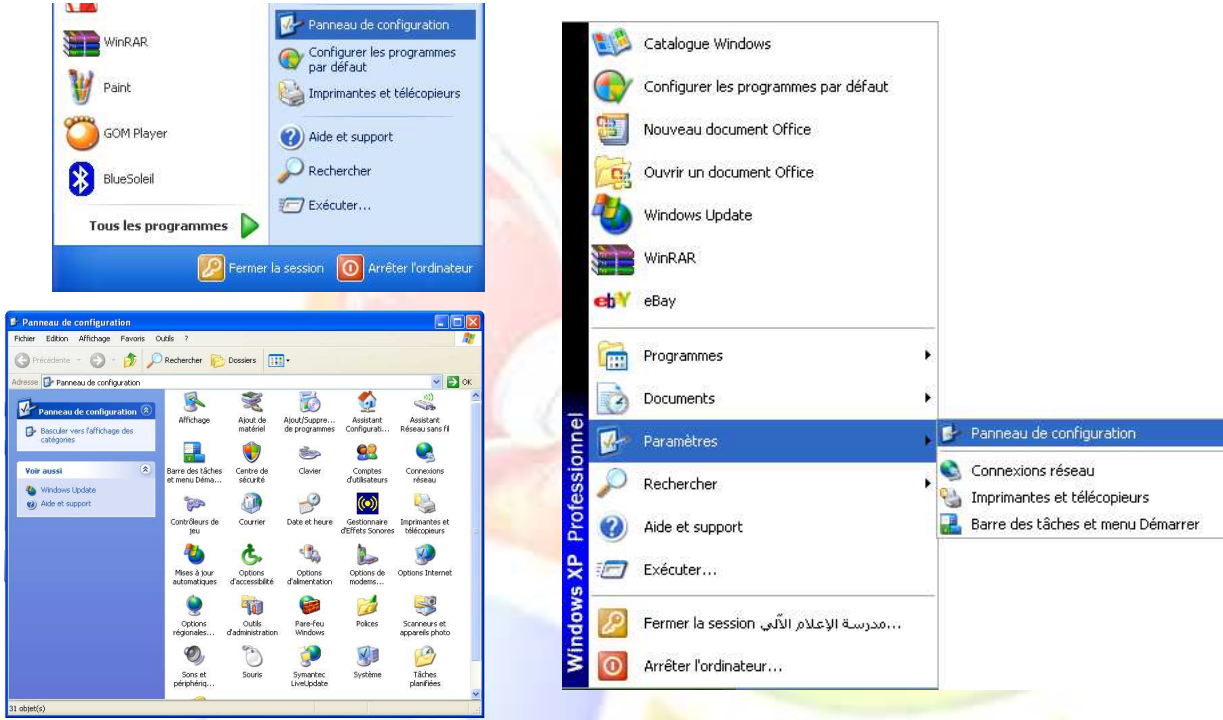 WinRAR
Paint
GOM Player
BlueSoleil
Tous les programmes
Panneau de configuration
Configurer les programmes
par défaut
Imprimantes et télécopieurs
Aide et support
Rechercher
Exécuter...
Fermer la session
Arrêter l'ordinateur
Panneau de configuration
Fichier Edition Affichage Favoris Outils ?
Précédente Rechercher Dossiers
Adresse Panneau de configuration OK
Panneau de configuration
Basculer vers l'affichage des
catégories
Voir aussi
Windows Update
Aide et support
Affichage
Ajout de
matériel
Ajout/Suppre...
de programmes
Assistant
Configurati...
Assistant
Réseau sans fil
Barre des tâches
et menu Déma...
Centre de
sécurité
Clavier
Comptes
d'utilisateurs
Connexions
réseau
Contrôleurs de
jeu
Courrier
Date et heure
Gestionnaire
d'Effets Sonores
Imprimantes et
télécopieurs
Mises à jour
automatiques
Options
d'accessibilité
Options
d'alimentation
Options de
modems...
Options Internet
Options
régionales...
Outils
d'administration
Pare-feu
Windows
Polices
Scanneurs et
appareils photo
Sons et
périphériq...
Souris
Symantec
LiveUpdate
Système
Tâches
planifiées
31 objet(s)
Windows XP Professionnel
Catalogue Windows
Configurer les programmes par défaut
Nouveau document Office
Ouvrir un document Office
Windows Update
WinRAR
eBay
Programmes
Documents
Paramètres
Rechercher
Aide et support
Exécuter...
Fermer la session مدرسة الإعلام الآلي...
Arrêter l'ordinateur...
Panneau de configuration
Connexions réseau
Imprimantes et télécopieurs
Barre des tâches et menu Démarrer